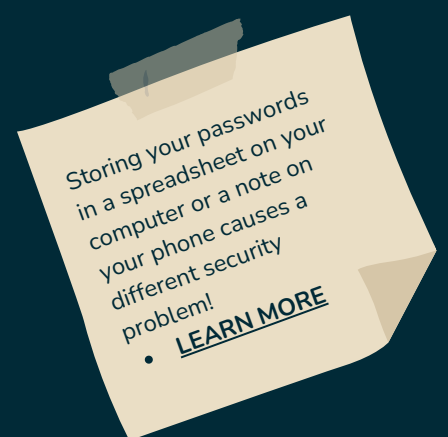 Storing your passwords
in a spreadsheet on your
computer or a note on
your phone causes a
different security
problem!
• LEARN MORE